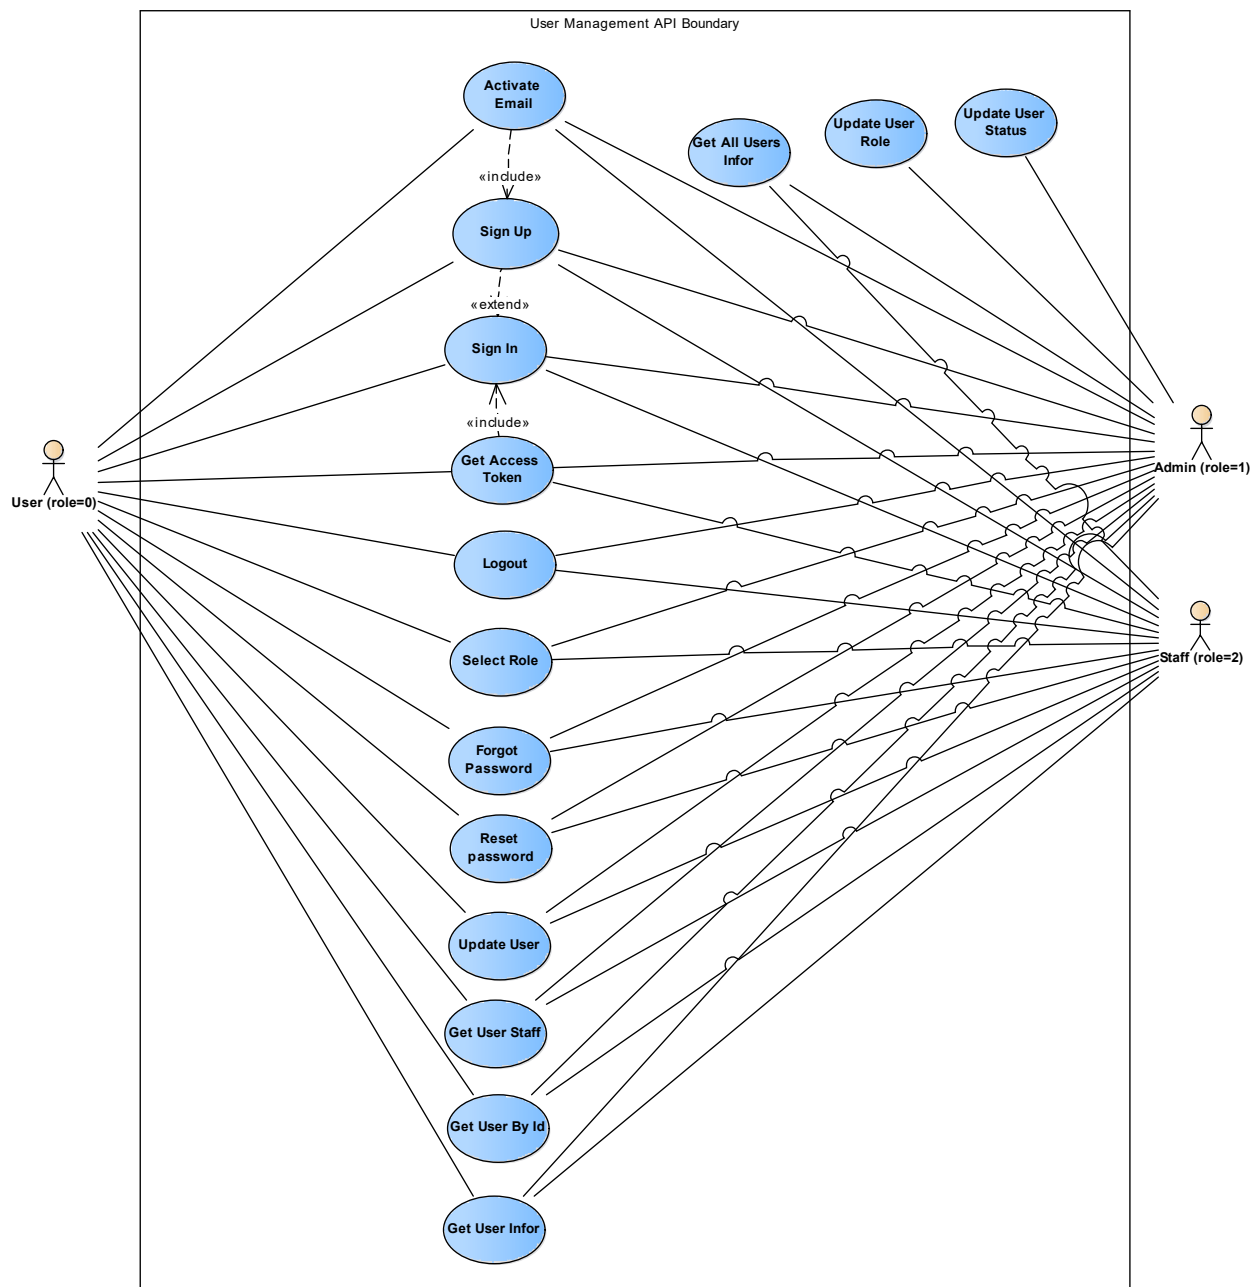 User Management API Boundary
Activate
Email
Update User
Status
Update User
Role
Get All Users
Infor
«include»
Sign Up
«extend»
Sign In
«include»
Get Access
Token
Admin (role=1)
User (role=0)
Logout
Select Role
Staff (role=2)
Forgot
Password
Reset
password
Update User
Get User Staff
Get User By Id
Get User Infor